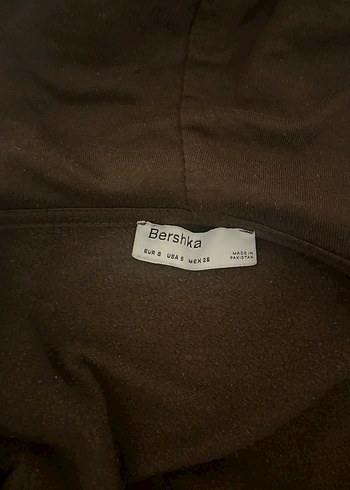 Bershka
EUR S USA S MEX 26
MADE IN
PAKISTAN